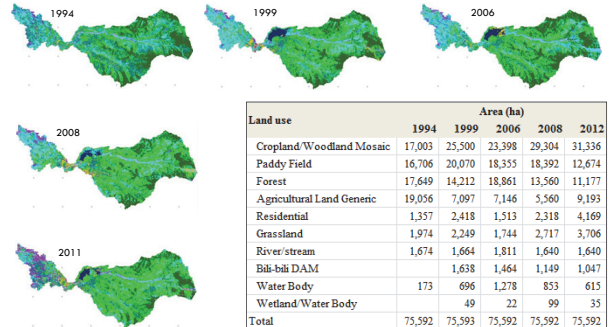 1994
1999
2006
2008
2011
Land use Area (ha)
1994 1999 2006 2008 2012
Cropland/Woodland Mosaic 17,003 25,500 23,398 29,304 31,336
Paddy Field 16,706 20,070 18,355 18,392 12,674
Forest 17,649 14,212 18,861 13,560 11,177
Agricultural Land Generic 19,056 7,097 7,146 5,560 9,193
Residential 1,357 2,418 1,513 2,318 4,169
Grassland 1,974 2,249 1,744 2,717 3,706
River/stream 1,674 1,664 1,811 1,640 1,640
Bili-bili DAM 1,638 1,464 1,149 1,047
Water Body 173 696 1,278 853 615
Wetland/Water Body 49 22 99 35
Total 75,592 75,593 75,592 75,592 75,592